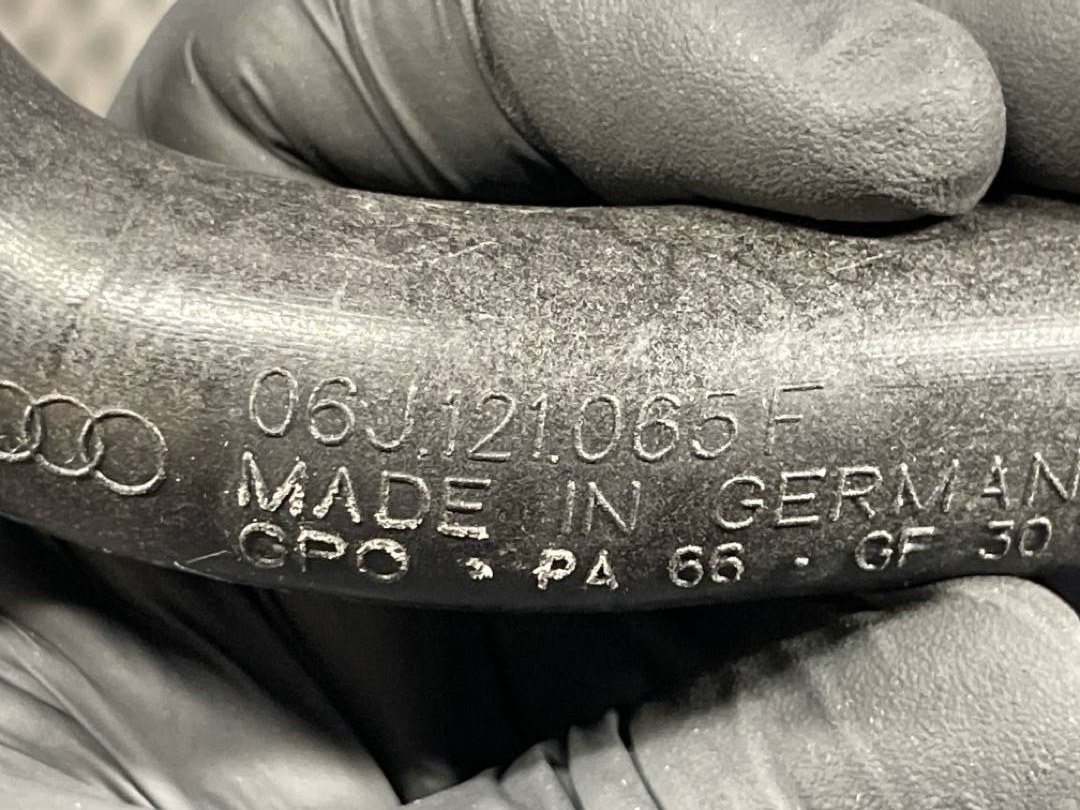 06J.121.065 F
MADE IN GERMAN
GPO · PA 66 · GF 30